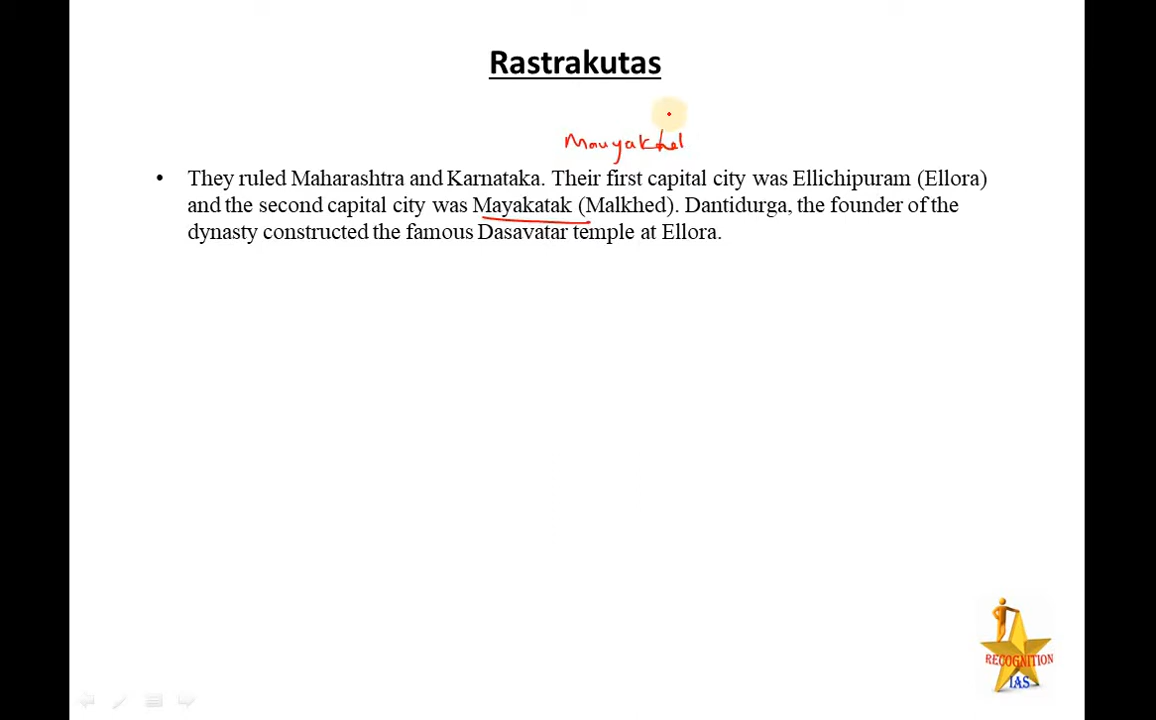 Rastrakutas
Mauyakhel
• They ruled Maharashtra and Karnataka. Their first capital city was Ellichipuram (Ellora)
and the second capital city was Mayakatak (Malkhed). Dantidurga, the founder of the
dynasty constructed the famous Dasavatar temple at Ellora.
RECOGNITION
IAS